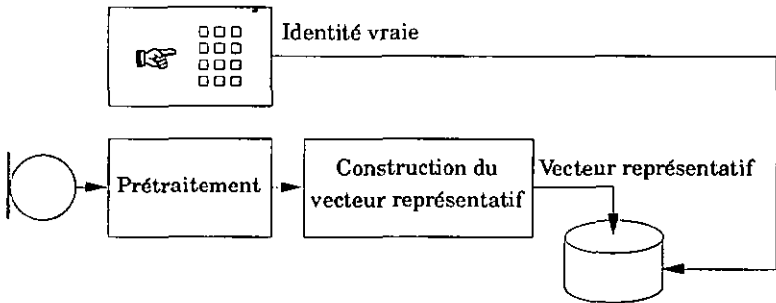 Identité vraie
Prétraitement
Construction du
vecteur représentatif
Vecteur représentatif